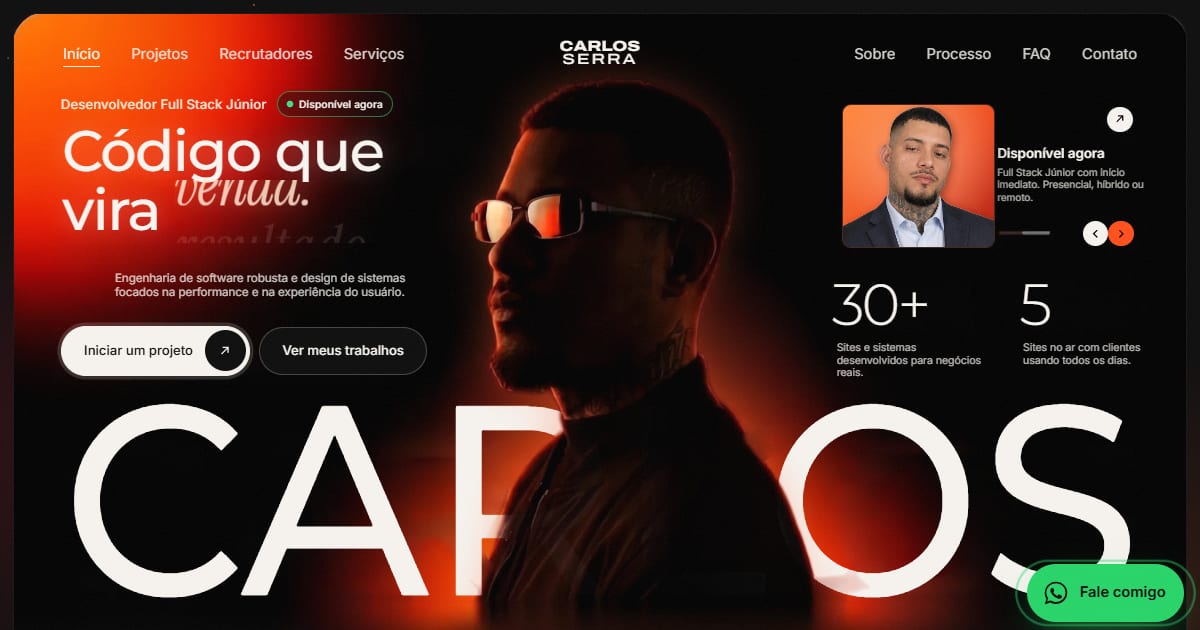 Início
Projetos
Recrutadores
Serviços
CARLOS
SERRA
Sobre
Processo
FAQ
Contato
Desenvolvedor Full Stack Júnior
Disponível agora
Código que
vira
venda.
resultado
Engenharia de software robusta e design de sistemas
focados na performance e na experiência do usuário.
Iniciar um projeto
Ver meus trabalhos
Disponível agora
Full Stack Júnior com início
imediato. Presencial, híbrido ou
remoto.
30+
Sites e sistemas
desenvolvidos para negócios
reais.
5
Sites no ar com clientes
usando todos os dias.
CARLOS
Fale comigo